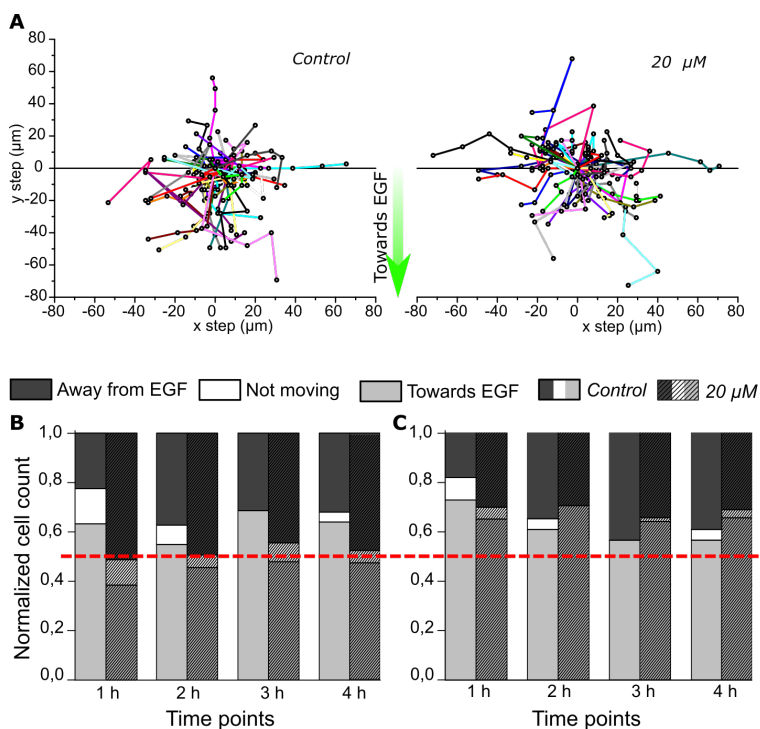 A
Control
20 µM
80
60
40
20
0
-20
-40
-60
-80
y step (µm)
-80 -60 -40 -20 0 20 40 60 80
x step (µm)
Towards EGF
-80 -60 -40 -20 0 20 40 60 80
x step (µm)
Away from EGF
Not moving
Towards EGF
Control
20 µM
B
C
1,0
0,8
0,6
0,4
0,2
0,0
Normalized cell count
1 h 2 h 3 h 4 h
Time points
1,0
0,8
0,6
0,4
0,2
0,0
1 h 2 h 3 h 4 h
Time points